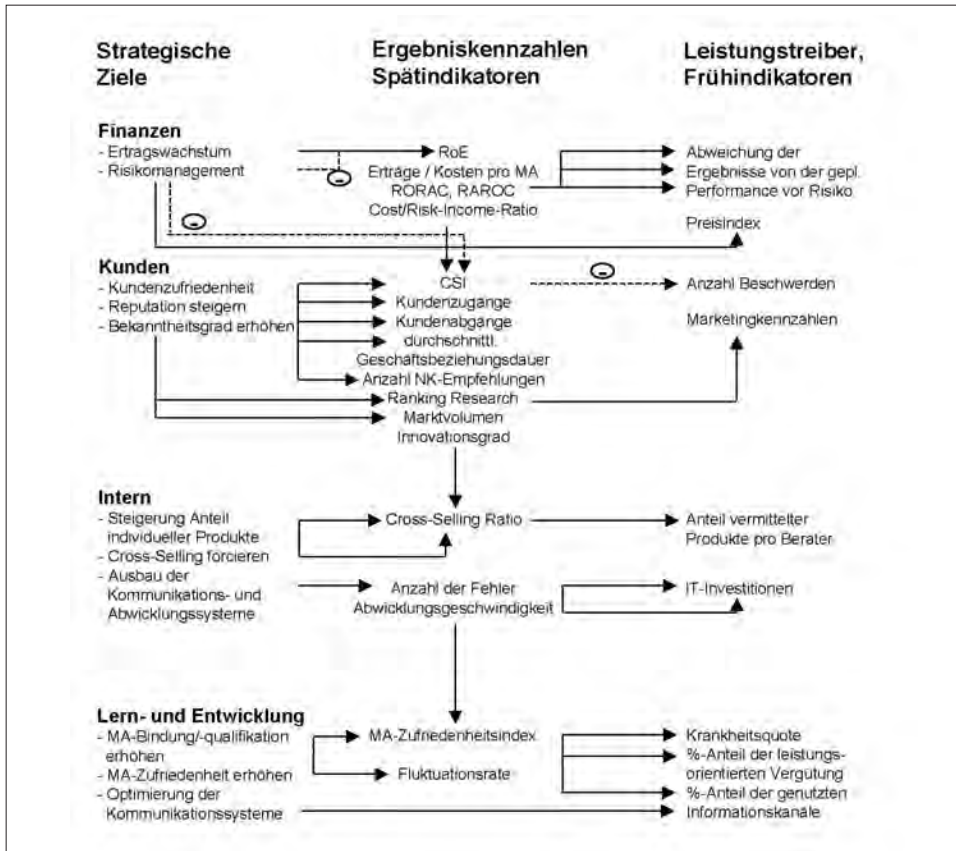 Strategische
Ziele
Ergebniskennzahlen
Spätindikatoren
Leistungstreiber,
Frühindikatoren
Finanzen
- Ertragswachstum
- Risikomanagement
RoE
Erträge / Kosten pro MA
RORAC, RAROC
Cost/Risk-Income-Ratio
Abweichung der
Ergebnisse von der gepl.
Performance vor Risiko
Preisindex
-
-
Kunden
- Kundenzufriedenheit
- Reputation steigern
- Bekanntheitsgrad erhöhen
CSI
Kundenzugänge
Kundenabgänge
durchschnittl.
Geschäftsbeziehungsdauer
Anzahl NK-Empfehlungen
Ranking Research
Marktvolumen
Innovationsgrad
-
Anzahl Beschwerden
Marketingkennzahlen
Intern
- Steigerung Anteil
individueller Produkte
- Cross-Selling forcieren
- Ausbau der
Kommunikations- und
Abwicklungssysteme
Cross-Selling Ratio
Anzahl der Fehler
Abwicklungsgeschwindigkeit
Anteil vermittelter
Produkte pro Berater
IT-Investitionen
Lern- und Entwicklung
- MA-Bindung/-qualifikation
erhöhen
- MA-Zufriedenheit erhöhen
- Optimierung der
Kommunikationssysteme
MA-Zufriedenheitsindex
Fluktuationsrate
Krankheitsquote
%-Anteil der leistungs-
orientierten Vergütung
%-Anteil der genutzten
Informationskanäle